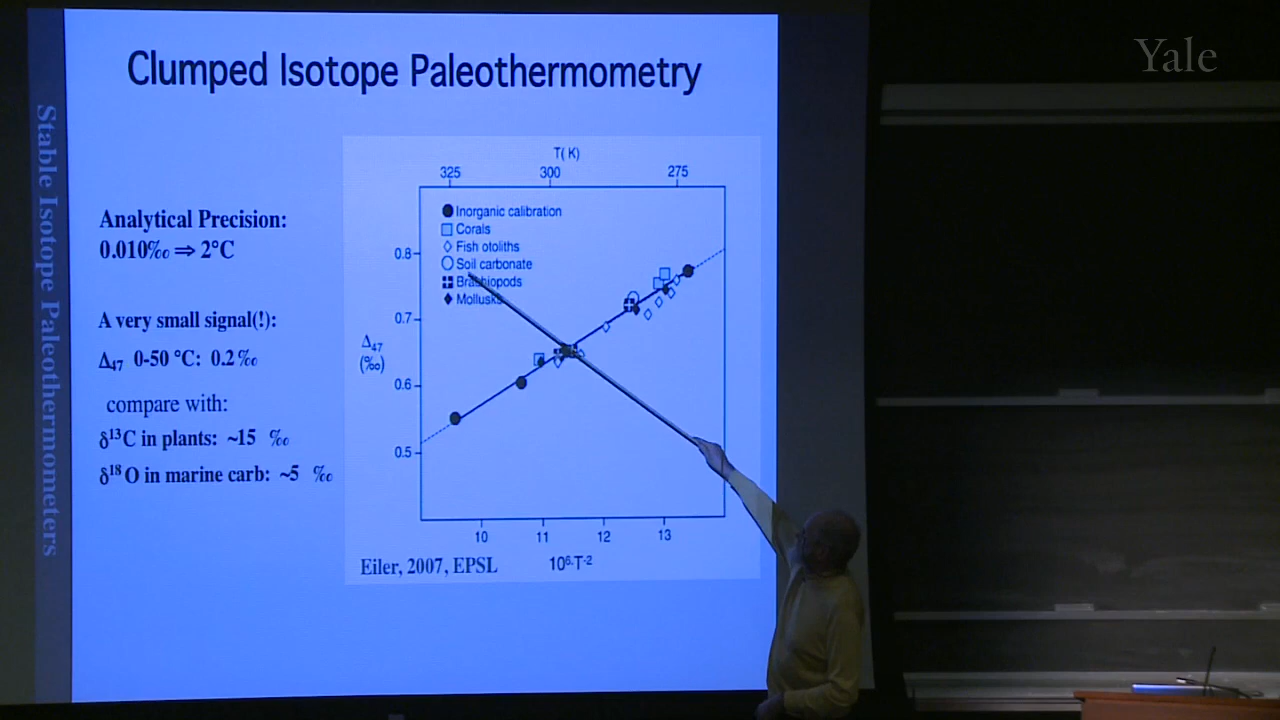 Clumped Isotope Paleothermometry
Yale
Stable Isotope Paleothermometers
Analytical Precision:
0.010‰ ⇒ 2°C
A very small signal(!):
Δ47 0-50 °C: 0.2‰
compare with:
δ13C in plants: ~15 ‰
δ18O in marine carb: ~5 ‰
T( K)
325 300 275
Inorganic calibration
Corals
Fish otoliths
Soil carbonate
Brachiopods
Mollusks
0.8
0.7
Δ47
(‰)
0.6
0.5
10 11 12 13
10⁶·T⁻²
Eiler, 2007, EPSL